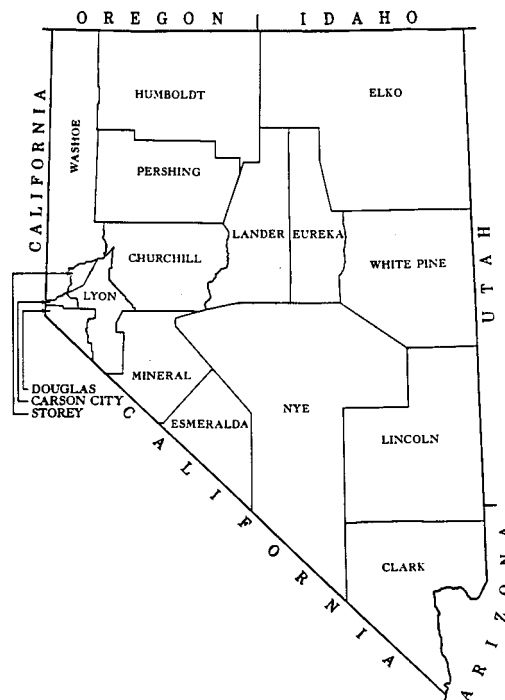 OREGON | IDAHO
CALIFORNIA
WASHOE
HUMBOLDT
ELKO
PERSHING
LANDER
EUREKA
CHURCHILL
WHITE PINE
UTAH
LYON
MINERAL
DOUGLAS
CARSON CITY
STOREY
ESMERALDA
NYE
LINCOLN
CALIFORNIA
CLARK
ARIZONA